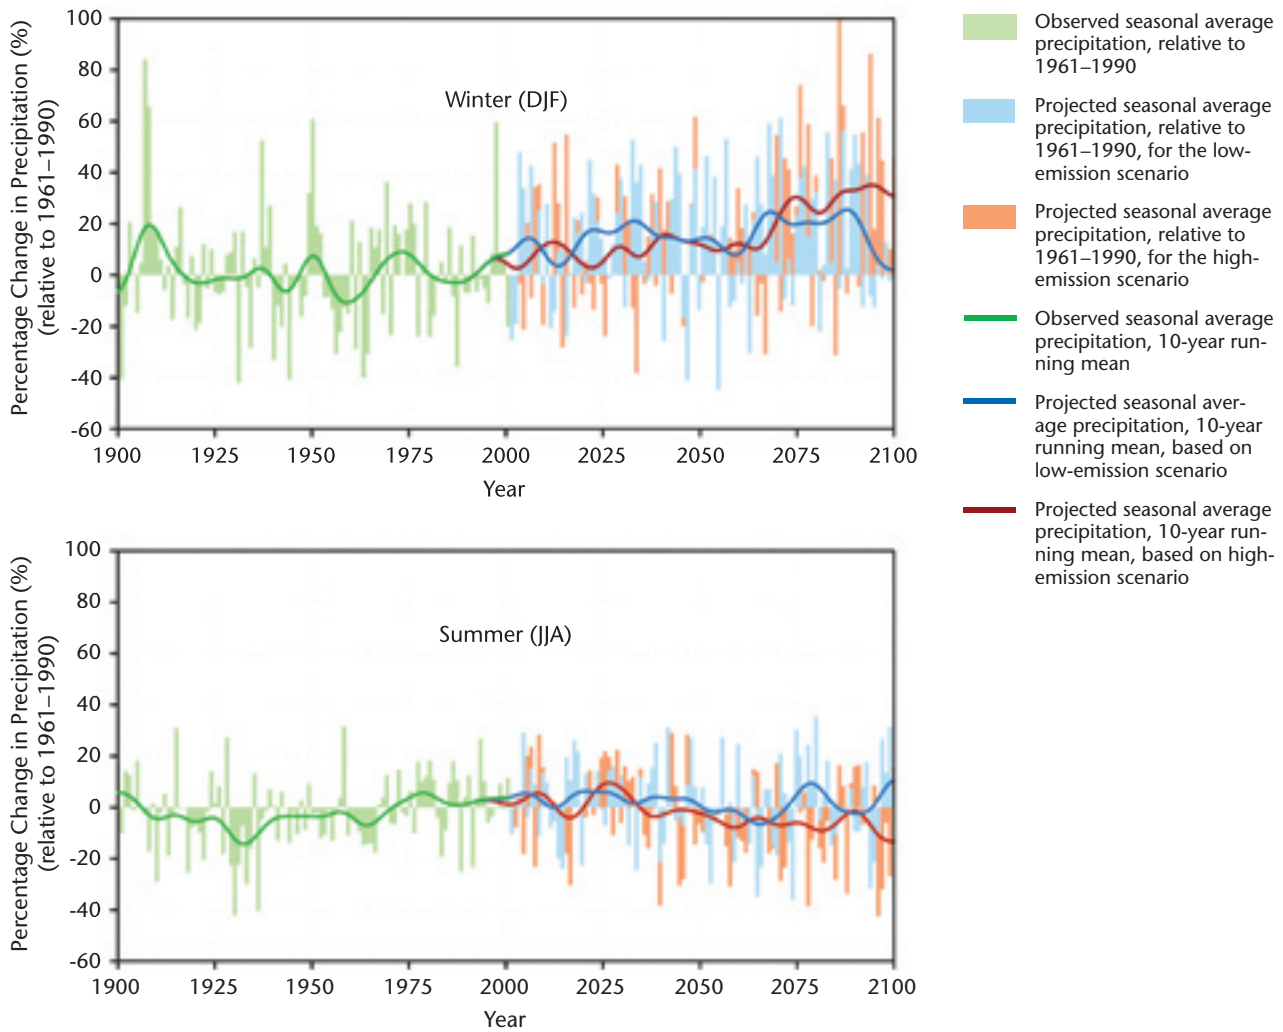 Percentage Change in Precipitation (%)
(relative to 1961–1990)
100
80
60
40
20
0
-20
-40
-60
Winter (DJF)
1900
1925
1950
1975
2000
2025
2050
2075
2100
Year
Observed seasonal average
precipitation, relative to
1961–1990
Projected seasonal average
precipitation, relative to
1961–1990, for the low-
emission scenario
Projected seasonal average
precipitation, relative to
1961–1990, for the high-
emission scenario
Observed seasonal average
precipitation, 10-year run-
ning mean
Projected seasonal aver-
age precipitation, 10-year
running mean, based on
low-emission scenario
Projected seasonal average
precipitation, 10-year run-
ning mean, based on high-
emission scenario
Percentage Change in Precipitation (%)
(relative to 1961–1990)
100
80
60
40
20
0
-20
-40
-60
Summer (JJA)
1900
1925
1950
1975
2000
2025
2050
2075
2100
Year